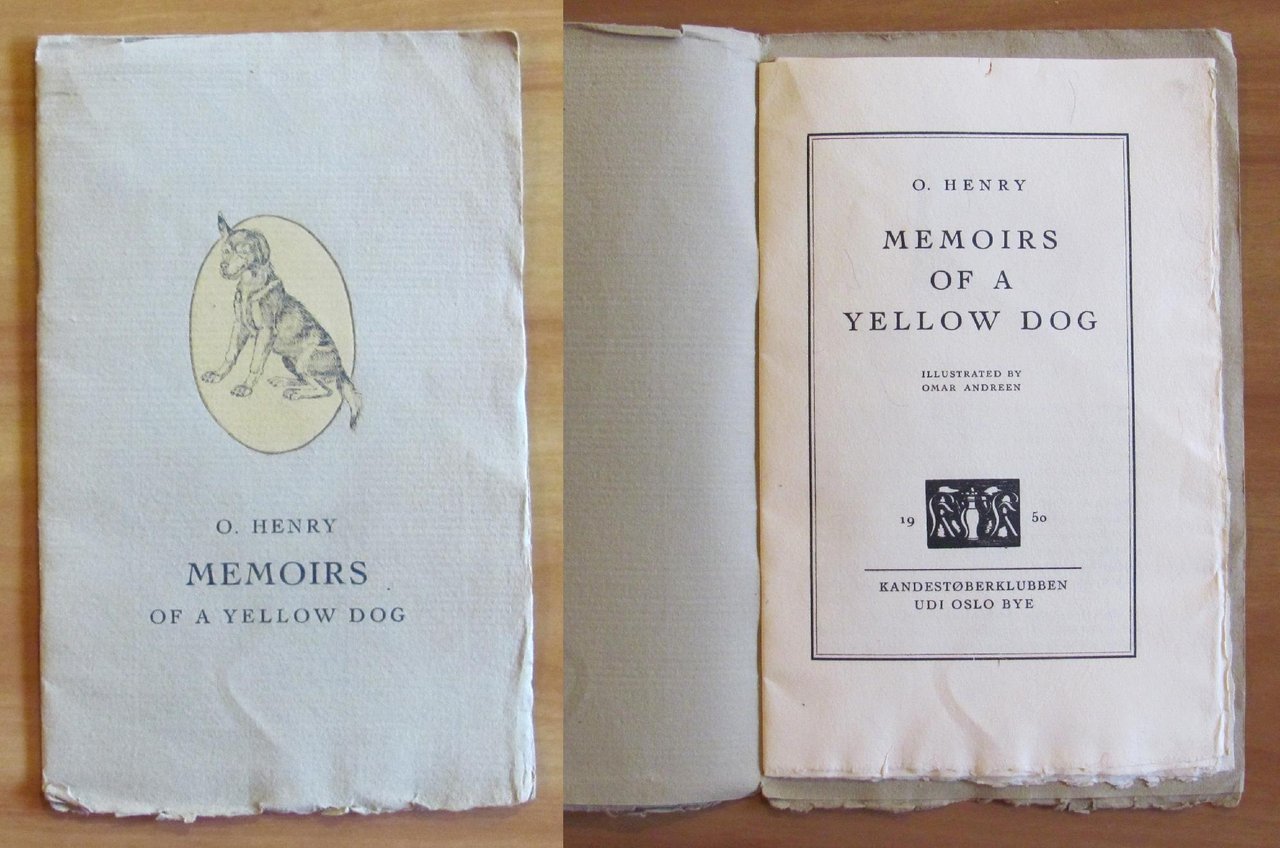 O. HENRY
MEMOIRS
OF A YELLOW DOG
O. HENRY
MEMOIRS
OF A
YELLOW DOG
ILLUSTRATED BY
OMAR ANDREEN
19 50
KANDESTØBERKLUBBEN
UDI OSLO BYE